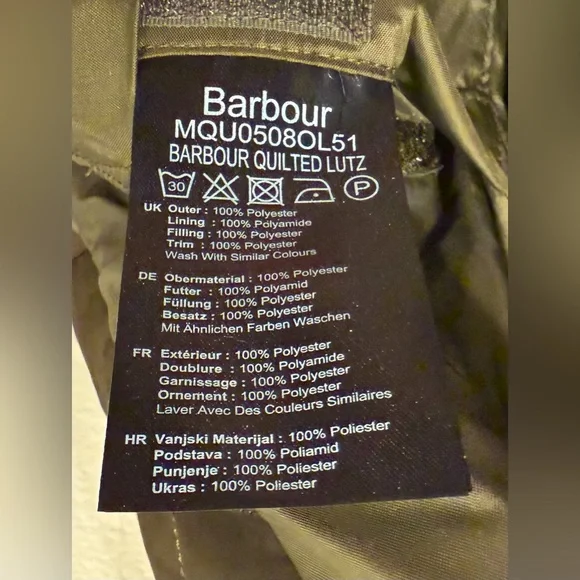 Barbour
MQU0508OL51
BARBOUR QUILTED LUTZ
30 P
UK Outer : 100% Polyester
Lining : 100% Polyamide
Filling : 100% Polyester
Trim : 100% Polyester
Wash With Similar Colours
DE Obermaterial : 100% Polyester
Futter : 100% Polyamid
Füllung : 100% Polyester
Besatz : 100% Polyester
Mit Ähnlichen Farben Waschen
FR Extérieur : 100% Polyester
Doublure : 100% Polyamide
Garnissage : 100% Polyester
Ornement : 100% Polyester
Laver Avec Des Couleurs Similaires
HR Vanjski Materijal : 100% Polyester
Podstava : 100% Poliamid
Punjenje : 100% Poliester
Ukras : 100% Poliester